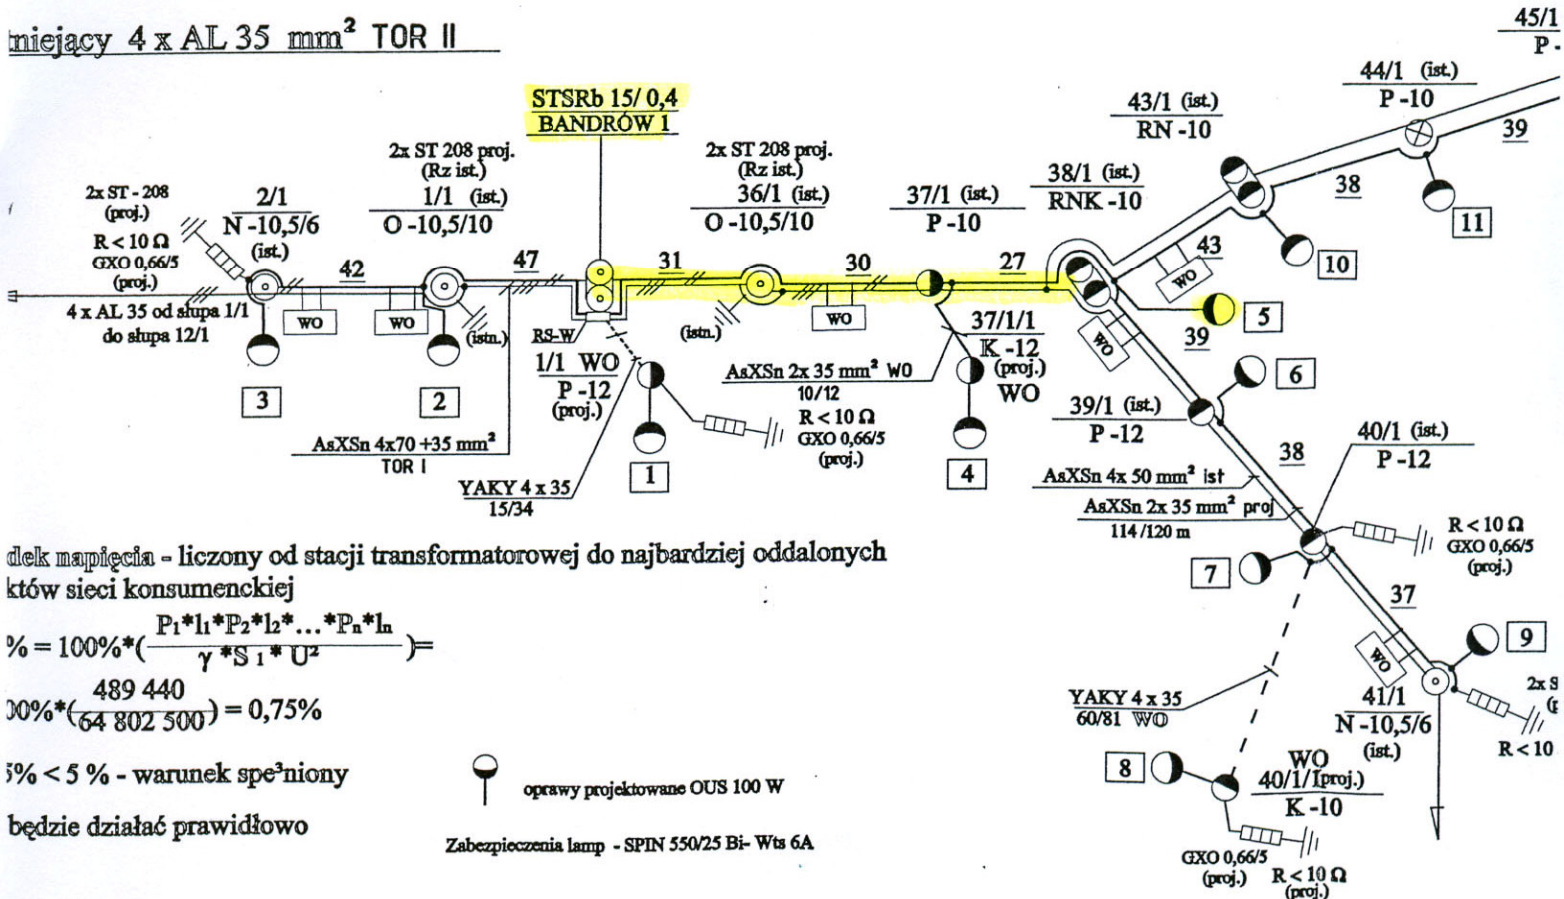 tniejący 4 x AL 35 mm² TOR II
45/1
P -
44/1 (ist.)
P -10
39
43/1 (ist.)
RN -10
STSRb 15/ 0,4
BANDRÓW 1
2x ST 208 proj.
(Rz ist.)
1/1 (ist.)
O -10,5/10
2x ST 208 proj.
(Rz ist.)
36/1 (ist.)
O -10,5/10
37/1 (ist.)
P -10
38/1 (ist.)
RNK -10
38
11
2x ST - 208
(proj.)
R < 10 Ω
GXO 0,66/5
(proj.)
2/1
N -10,5/6
(ist.)
42
47
31
30
27
43
WO
10
4 x AL 35 od słupa 1/1
do słupa 12/1
WO
WO
(istn.)
RS-W
(istn.)
WO
WO
39
5
1/1 WO
P -12
(proj.)
37/1/1
K -12
(proj.)
WO
AsXSn 2x 35 mm² WO
10/12
R < 10 Ω
GXO 0,66/5
(proj.)
6
3
2
39/1 (ist.)
P -12
AsXSn 4x70 +35 mm²
TOR I
YAKY 4 x 35
15/34
1
4
38
40/1 (ist.)
P -12
AsXSn 4x 50 mm² ist
AsXSn 2x 35 mm² proj
114 /120 m
R < 10 Ω
GXO 0,66/5
(proj.)
7
37
9
WO
dek napięcia - liczony od stacji transformatorowej do najbardziej oddalonych
któw sieci konsumenckiej
% = 100%*( P₁*l₁*P₂*l₂*...*Pₙ*lₙ )=
γ *S ₁ * U²
00%*( 489 440 ) = 0,75%
64 802 500
5% < 5 % - warunek spe³niony
będzie działać prawidłowo
oprawy projektowane OUS 100 W
Zabezpieczenia lamp - SPIN 550/25 Bi- Wts 6A
YAKY 4 x 35
60/81 WO
41/1
N -10,5/6
(ist.)
2x S
R < 10
8
WO
40/1/1(proj.)
K -10
GXO 0,66/5
(proj.)
R < 10 Ω
(proj.)